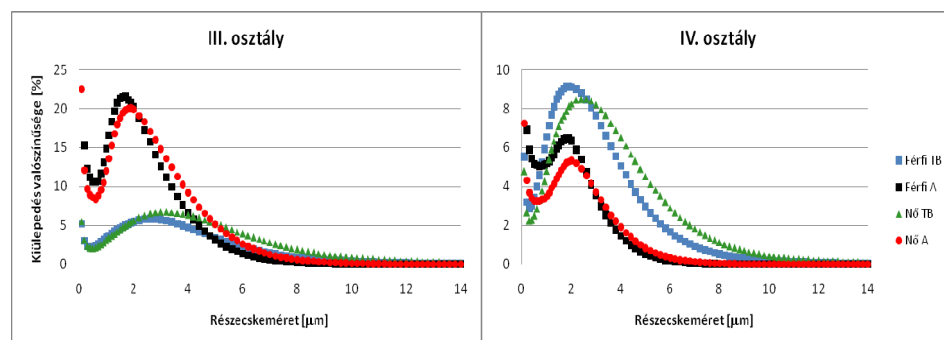 III. osztály
Kiülepedés valószínűsége [%]
25
20
15
10
5
0
0 2 4 6 8 10 12 14
Részecskeméret [μm]
IV. osztály
10
8
6
4
2
0
0 2 4 6 8 10 12 14
Részecskeméret [μm]
Férfi TB
Férfi A
Nő TB
Nő A